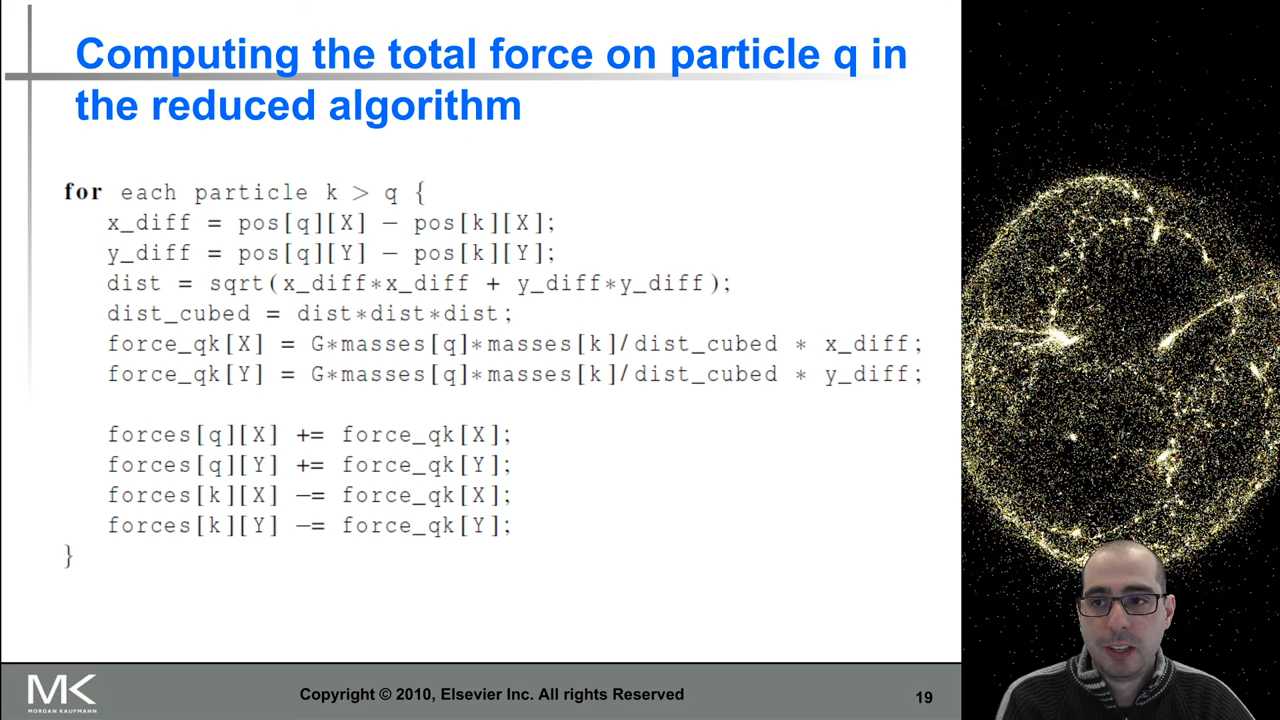 Computing the total force on particle q in
the reduced algorithm
for each particle k > q {
x_diff = pos[q][X] − pos[k][X];
y_diff = pos[q][Y] − pos[k][Y];
dist = sqrt(x_diff*x_diff + y_diff*y_diff);
dist_cubed = dist*dist*dist;
force_qk[X] = G*masses[q]*masses[k]/dist_cubed * x_diff;
force_qk[Y] = G*masses[q]*masses[k]/dist_cubed * y_diff;
forces[q][X] += force_qk[X];
forces[q][Y] += force_qk[Y];
forces[k][X] −= force_qk[X];
forces[k][Y] −= force_qk[Y];
}
MK
MORGAN KAUFMANN
Copyright © 2010, Elsevier Inc. All rights Reserved
19